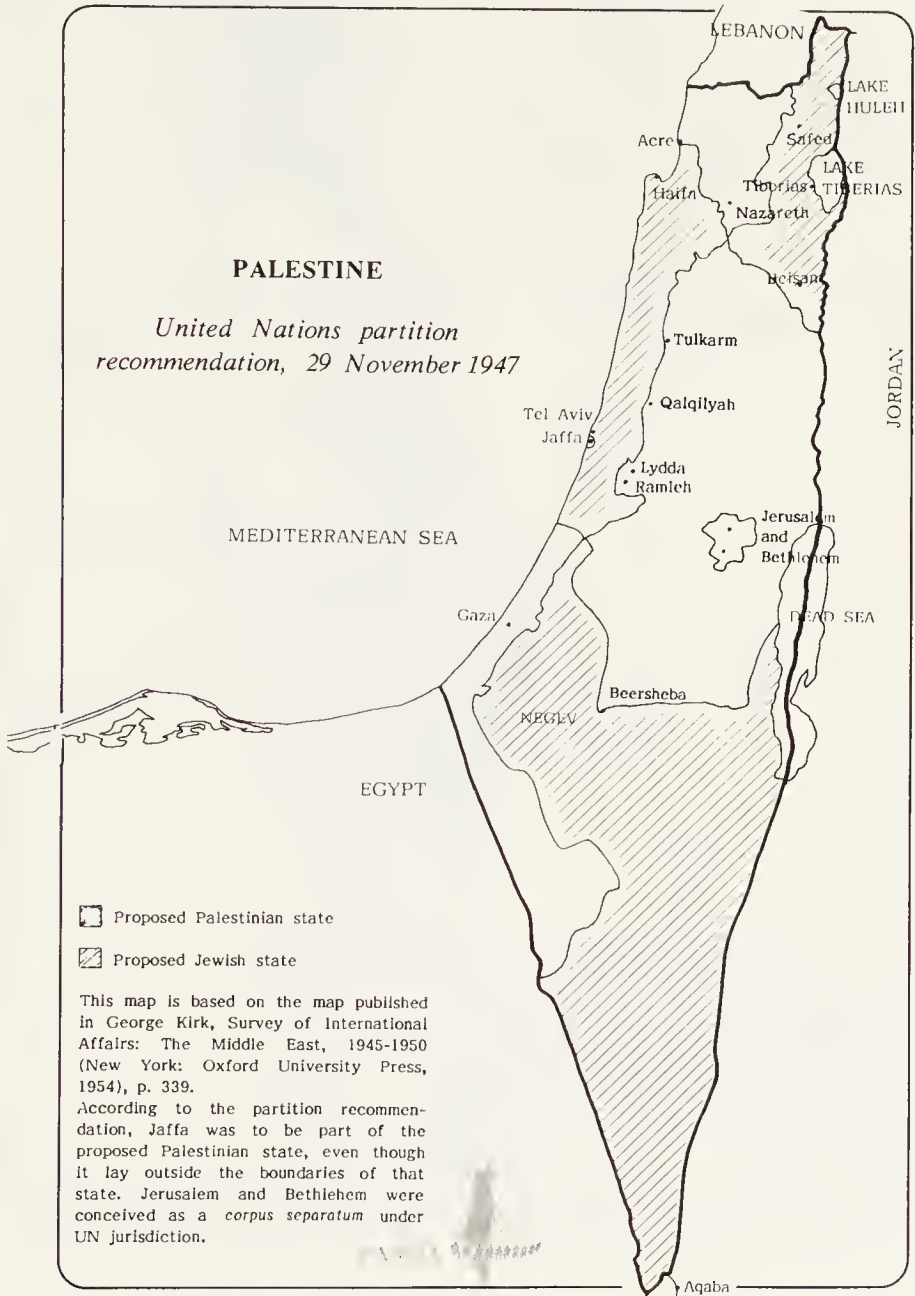 LEBANON
LAKE
HULEH
Acre
Safed
LAKE
TIBERIAS
Tiberias
Haifa
Nazareth
PALESTINE
Beisan
United Nations partition
recommendation, 29 November 1947
Tulkarm
JORDAN
Qalqilyah
Tel Aviv
Jaffa
Lydda
Ramleh
MEDITERRANEAN SEA
Jerusalem
and
Bethlehem
Gaza
DEAD SEA
Beersheba
NEGEV
EGYPT
Proposed Palestinian state
Proposed Jewish state
This map is based on the map published
in George Kirk, Survey of International
Affairs: The Middle East, 1945-1950
(New York: Oxford University Press,
1954), p. 339.
According to the partition recommen-
dation, Jaffa was to be part of the
proposed Palestinian state, even though
it lay outside the boundaries of that
state. Jerusalem and Bethlehem were
conceived as a corpus separatum under
UN jurisdiction.
Aqaba